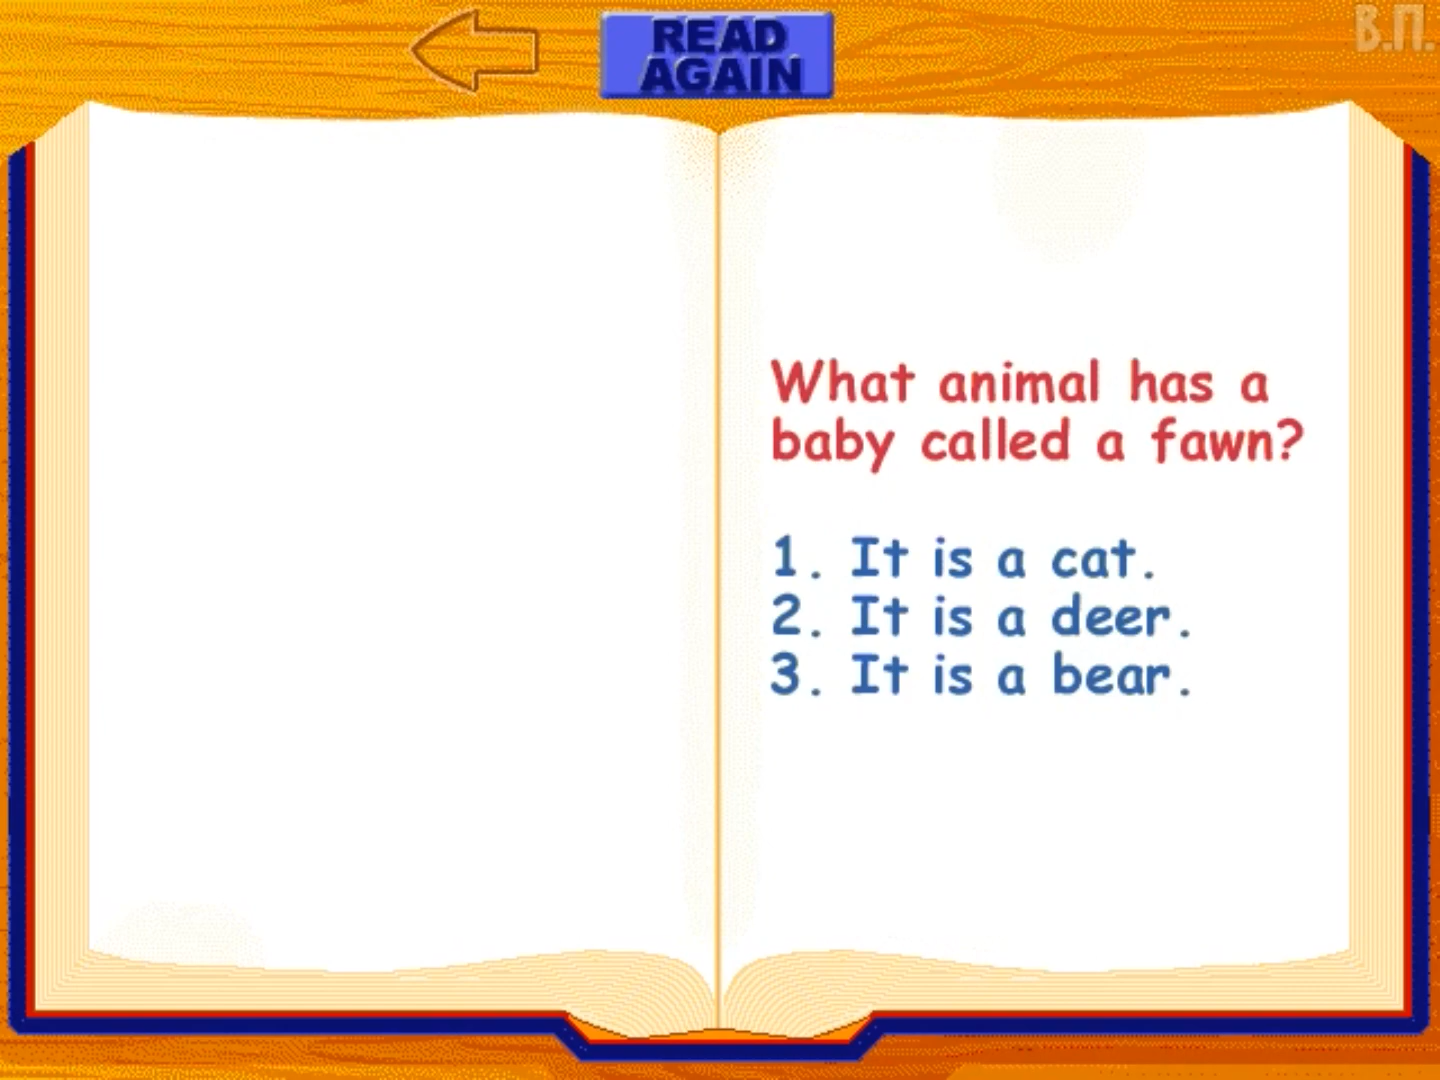 READ
AGAIN
В.П.
What animal has a
baby called a fawn?
1. It is a cat.
2. It is a deer.
3. It is a bear.